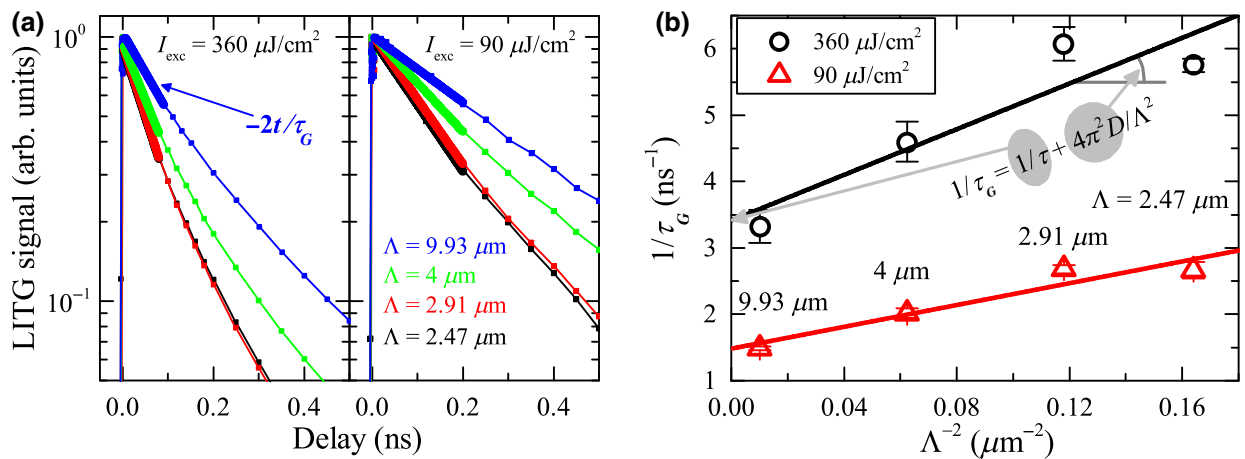 (a)
LITG signal (arb. units)
10⁰
10⁻¹
I_exc = 360 μJ/cm²
−2t/τ_G
0.0 0.2 0.4
I_exc = 90 μJ/cm²
Λ = 9.93 μm
Λ = 4 μm
Λ = 2.91 μm
Λ = 2.47 μm
0.0 0.2 0.4
Delay (ns)
(b)
1/τ_G (ns⁻¹)
6
5
4
3
2
1
360 μJ/cm²
90 μJ/cm²
1/τ_G = 1/τ + 4π²D/Λ²
Λ = 2.47 μm
2.91 μm
4 μm
9.93 μm
0.00 0.04 0.08 0.12 0.16
Λ⁻² (μm⁻²)